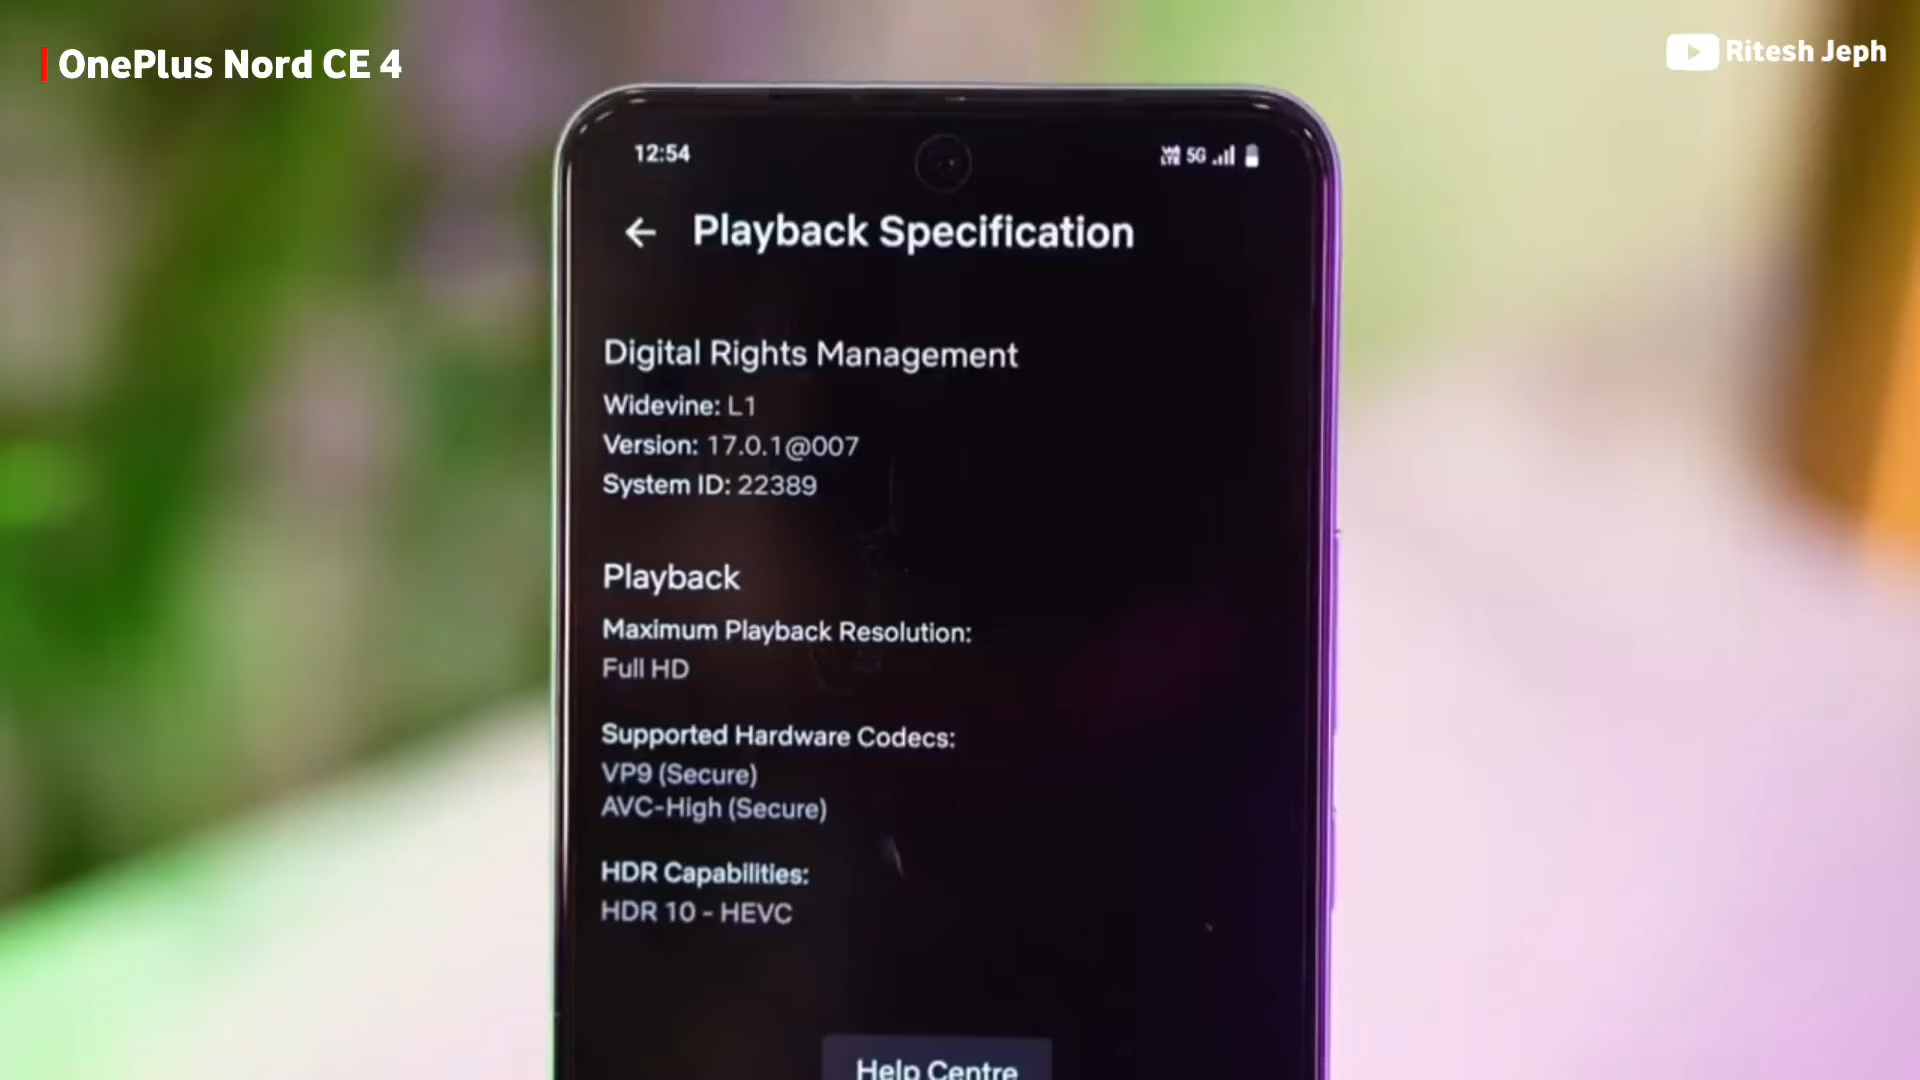 OnePlus Nord CE 4
Ritesh Jeph
12:54
5G
Playback Specification
Digital Rights Management
Widevine: L1
Version: 17.0.1@007
System ID: 22389
Playback
Maximum Playback Resolution:
Full HD
Supported Hardware Codecs:
VP9 (Secure)
AVC-High (Secure)
HDR Capabilities:
HDR 10 - HEVC
Help Centre